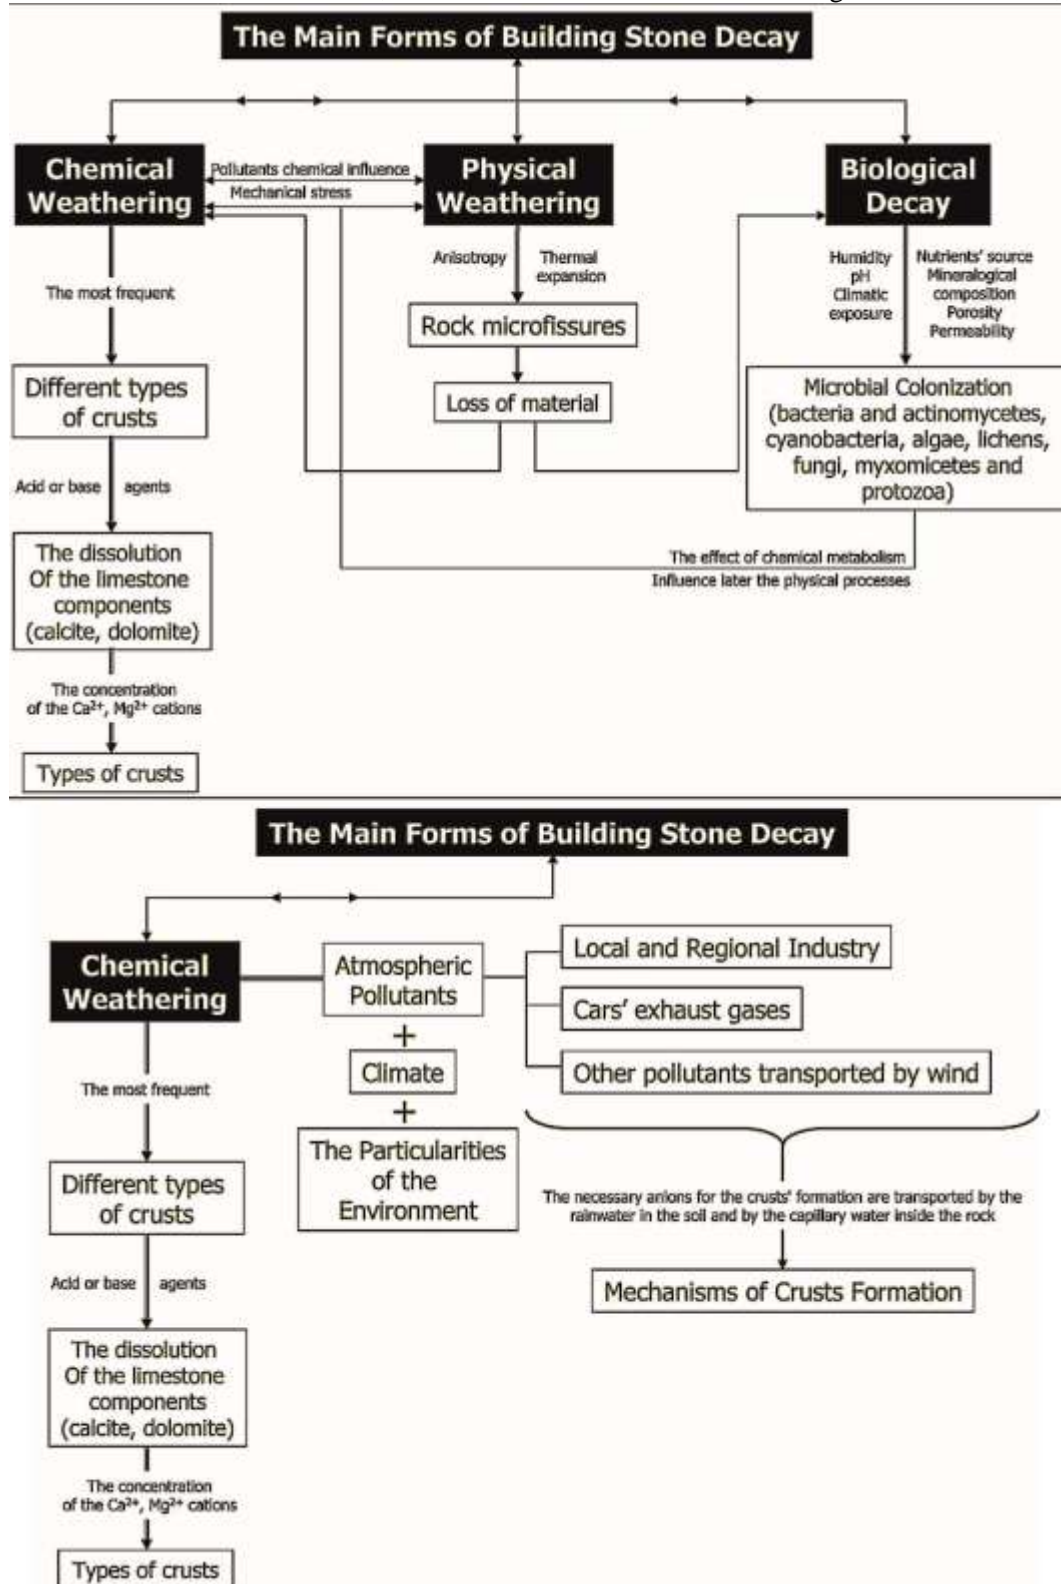 The Main Forms of Building Stone Decay
Chemical
Weathering
Pollutants chemical influence
Mechanical stress
Physical
Weathering
Biological
Decay
The most frequent
Anisotropy
Thermal
expansion
Humidity
pH
Climatic
exposure
Nutrients' source
Mineralogical
composition
Porosity
Permeability
Rock microfissures
Different types
of crusts
Loss of material
Microbial Colonization
(bacteria and actinomycetes,
cyanobacteria, algae, lichens,
fungi, myxomicetes and
protozoa)
Acid or base
agents
The dissolution
Of the limestone
components
(calcite, dolomite)
The effect of chemical metabolism
Influence later the physical processes
The concentration
of the Ca²⁺, Mg²⁺ cations
Types of crusts
The Main Forms of Building Stone Decay
Chemical
Weathering
Atmospheric
Pollutants
+
Climate
+
The Particularities
of the
Environment
Local and Regional Industry
Cars' exhaust gases
Other pollutants transported by wind
The necessary anions for the crusts' formation are transported by the
rainwater in the soil and by the capillary water inside the rock
Mechanisms of Crusts Formation
The most frequent
Different types
of crusts
Acid or base
agents
The dissolution
Of the limestone
components
(calcite, dolomite)
The concentration
of the Ca²⁺, Mg²⁺ cations
Types of crusts